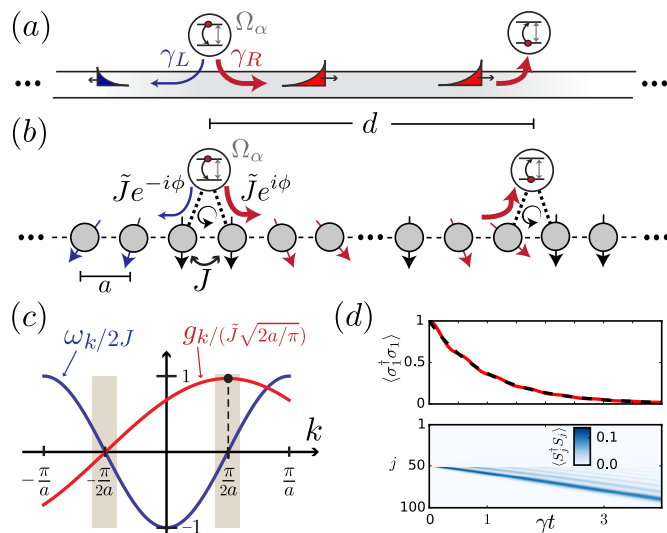 (a) Ω_α
γ_L γ_R
... ...
d
(b) Ω_α
J̃e^{-iϕ} J̃e^{iϕ}
... ... ...
a J
(c) ω_k/2J g_k/(J̃√(2a/π))
1
k
-π/a -π/2a π/2a π/a
-1
(d)
⟨σ_1^†σ_1⟩
1
0.5
0
⟨S_j^†S_j⟩
0.1
0.0
j
1
50
100
0 1 3
γt